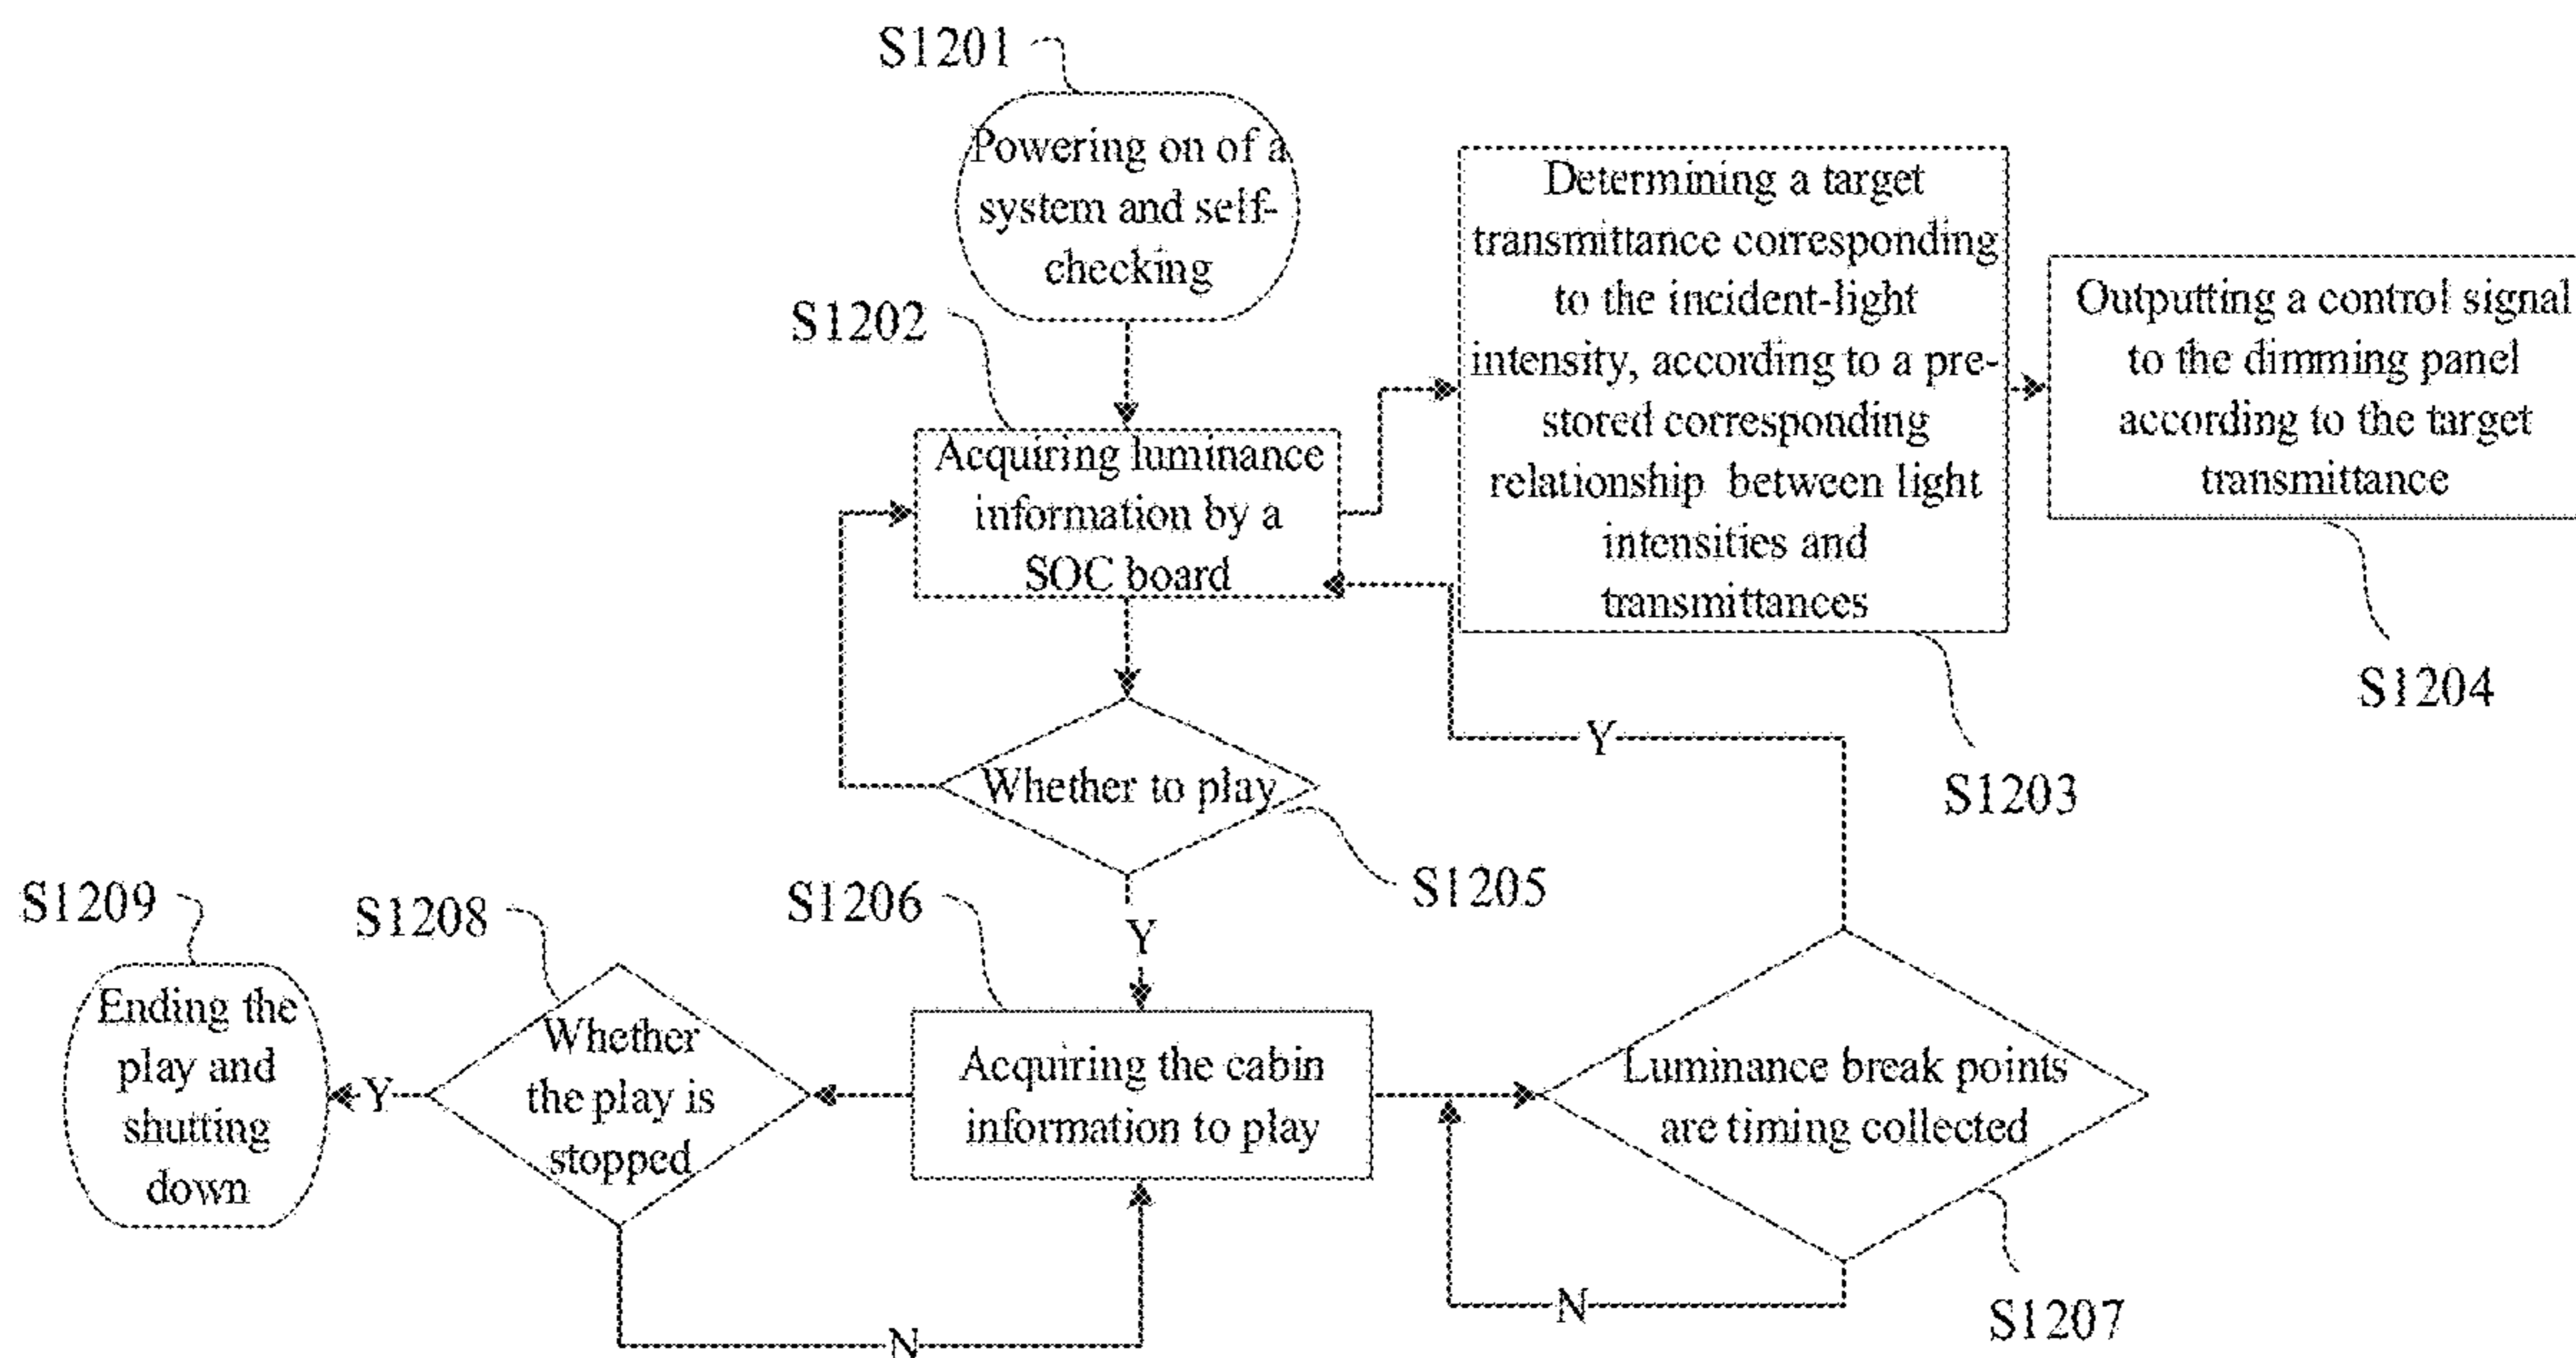 S1201
Powering on of a
system and self-
checking
S1202
Acquiring luminance
information by a
SOC board
Determining a target
transmittance corresponding
to the incident-light
intensity, according to a pre-
stored corresponding
relationship between light
intensities and
transmittances
S1203
Outputting a control signal
to the dimming panel
according to the target
transmittance
S1204
Whether to play
S1205
Y
Y
S1206
Acquiring the cabin
information to play
Luminance break points
are timing collected
S1207
N
S1208
Whether
the play is
stopped
N
Y
S1209
Ending the
play and
shutting
down